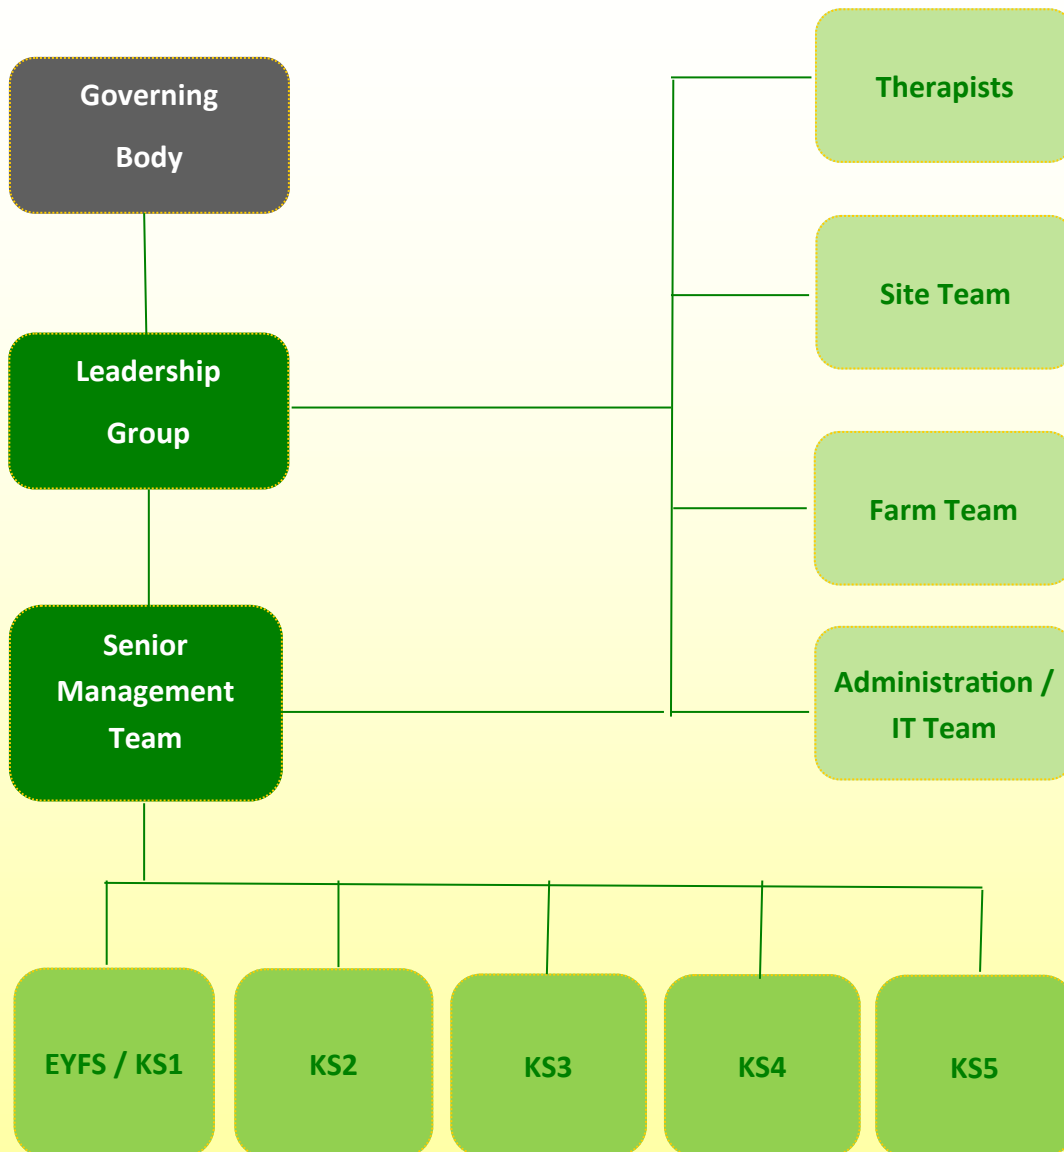 Governing
Body
Therapists
Site Team
Leadership
Group
Farm Team
Senior
Management
Team
Administration /
IT Team
EYFS / KS1
KS2
KS3
KS4
KS5